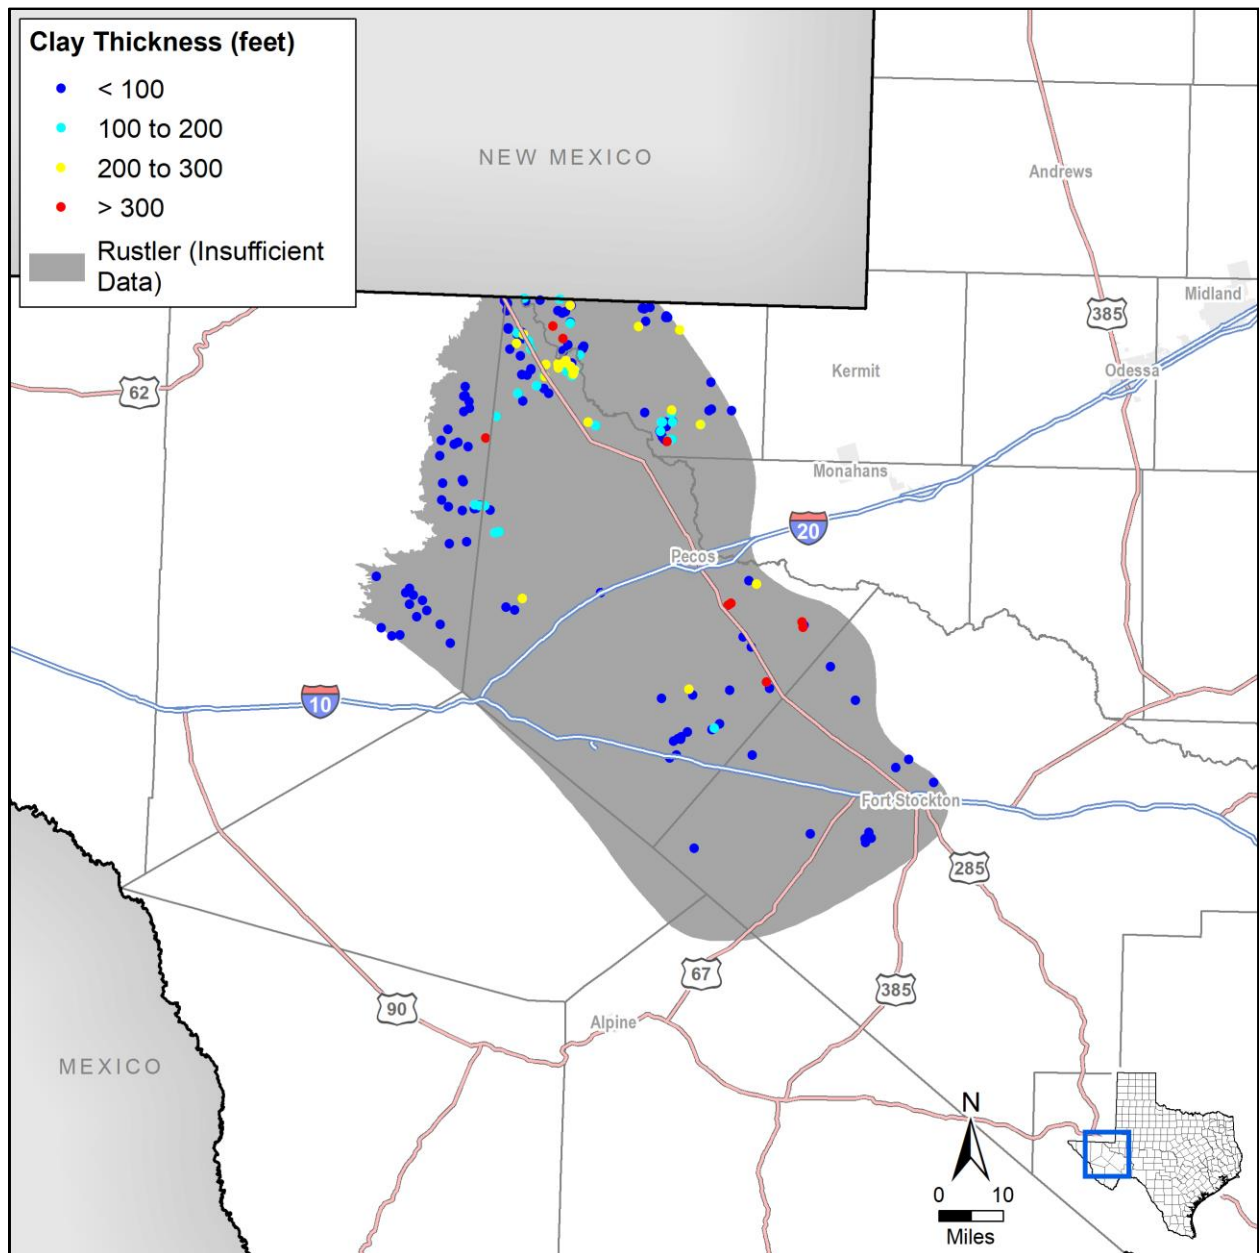 Clay Thickness (feet)
< 100
100 to 200
200 to 300
> 300
Rustler (Insufficient
Data)
NEW MEXICO
Andrews
Midland
385
Odessa
Kermit
62
Monahans
20
Pecos
10
Fort Stockton
285
67
385
90
Alpine
MEXICO
N
0 10
Miles